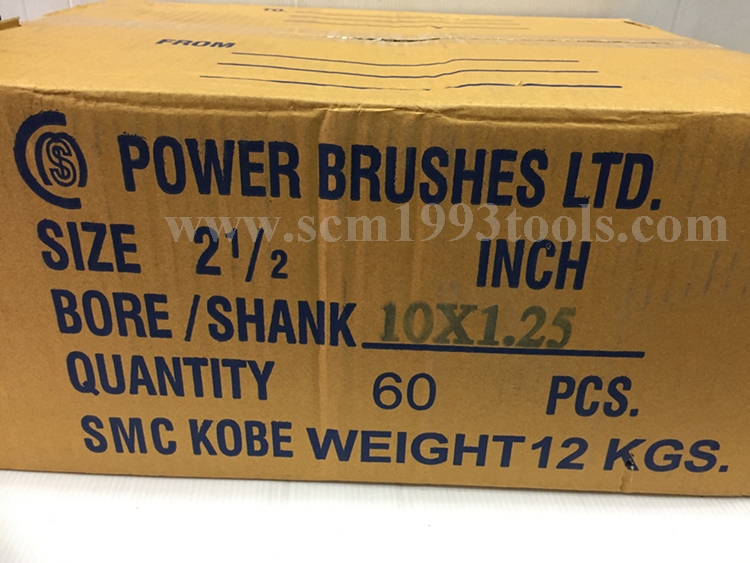 TO
FROM
POWER BRUSHES LTD.
www.scm1993tools.com
SIZE 2 1/2 INCH
BORE / SHANK 10X1.25
QUANTITY 60 PCS.
SMC KOBE WEIGHT 12 KGS.